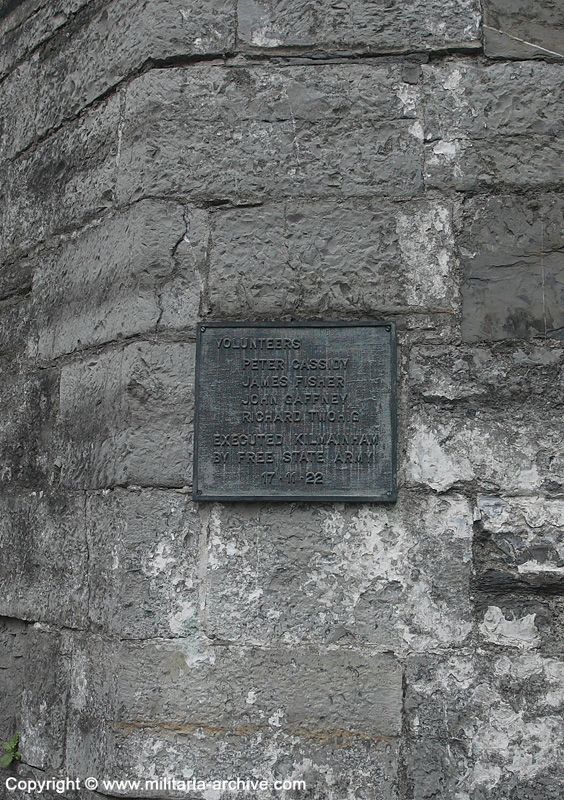 VOLUNTEERS
PETER CASSIDY
JAMES FISHER
JOHN GAFFNEY
RICHARD TWOHIG
EXECUTED KILMAINHAM
BY FREE STATE ARMY
17·11·22
Copyright © www.militaria-archive.com